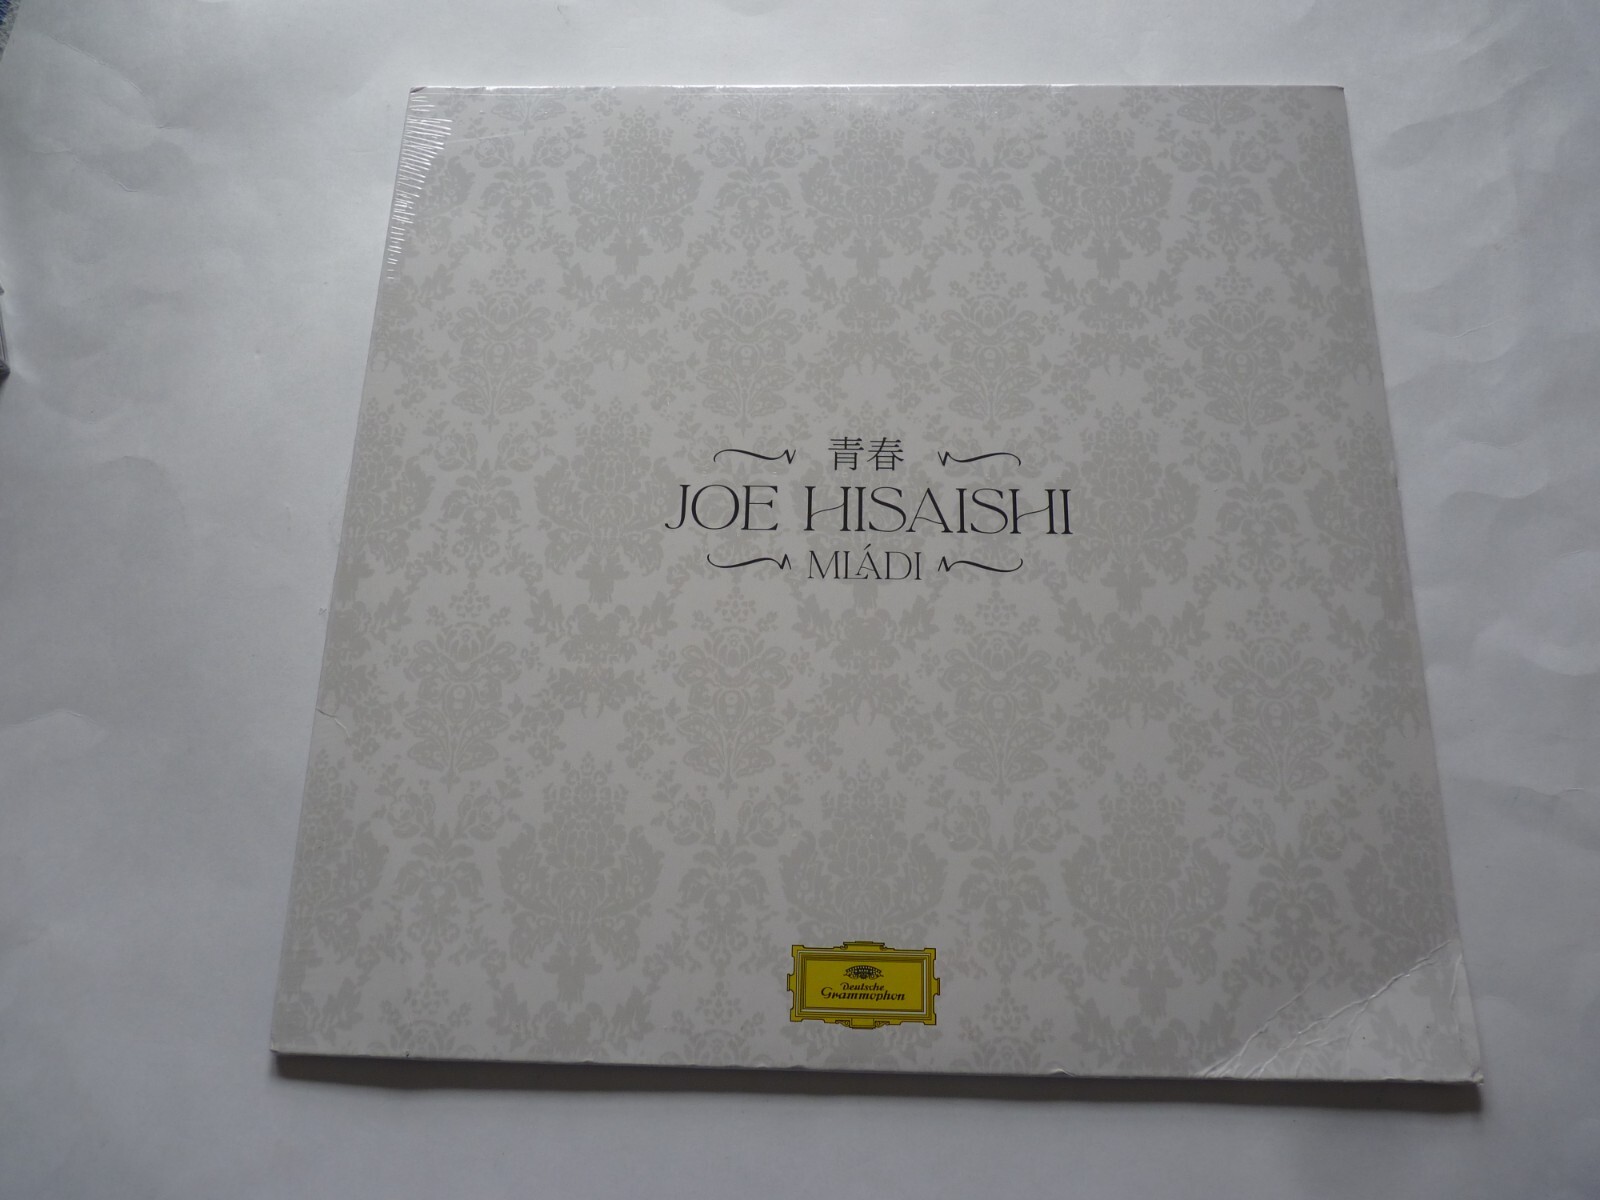 青春
JOE HISAISHI
MLÁDI
Deutsche
Grammophon